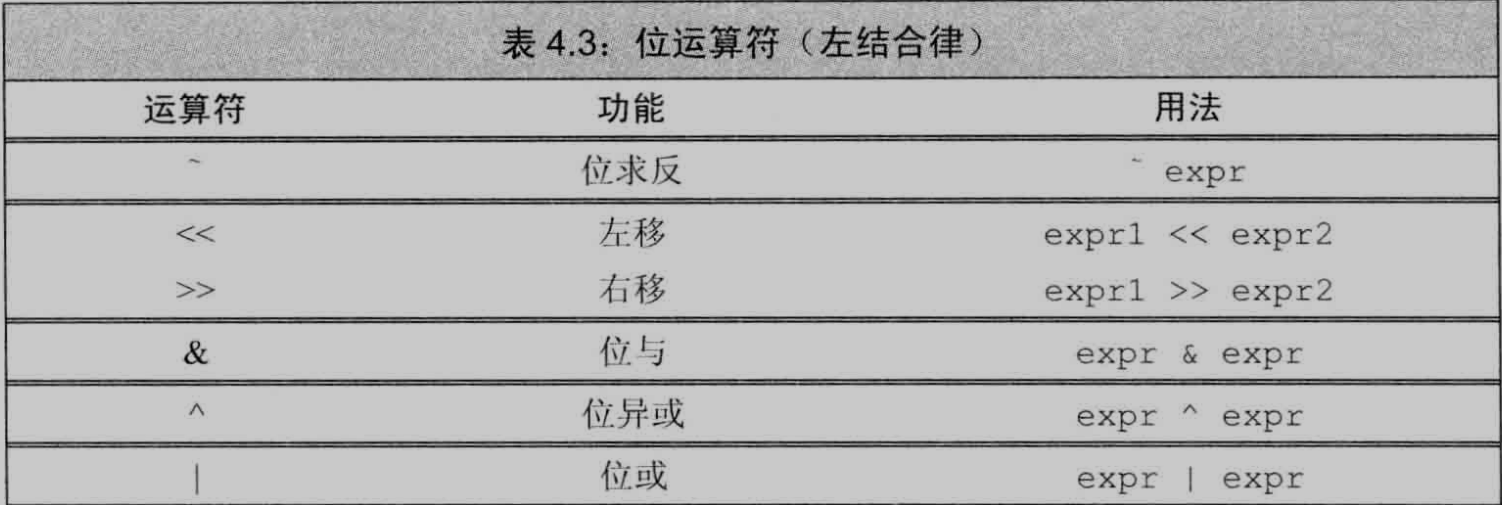 表 4.3：位运算符（左结合律）
运算符 功能 用法
~ 位求反 ~ expr
<< 左移 expr1 << expr2
>> 右移 expr1 >> expr2
& 位与 expr & expr
^ 位异或 expr ^ expr
| 位或 expr | expr